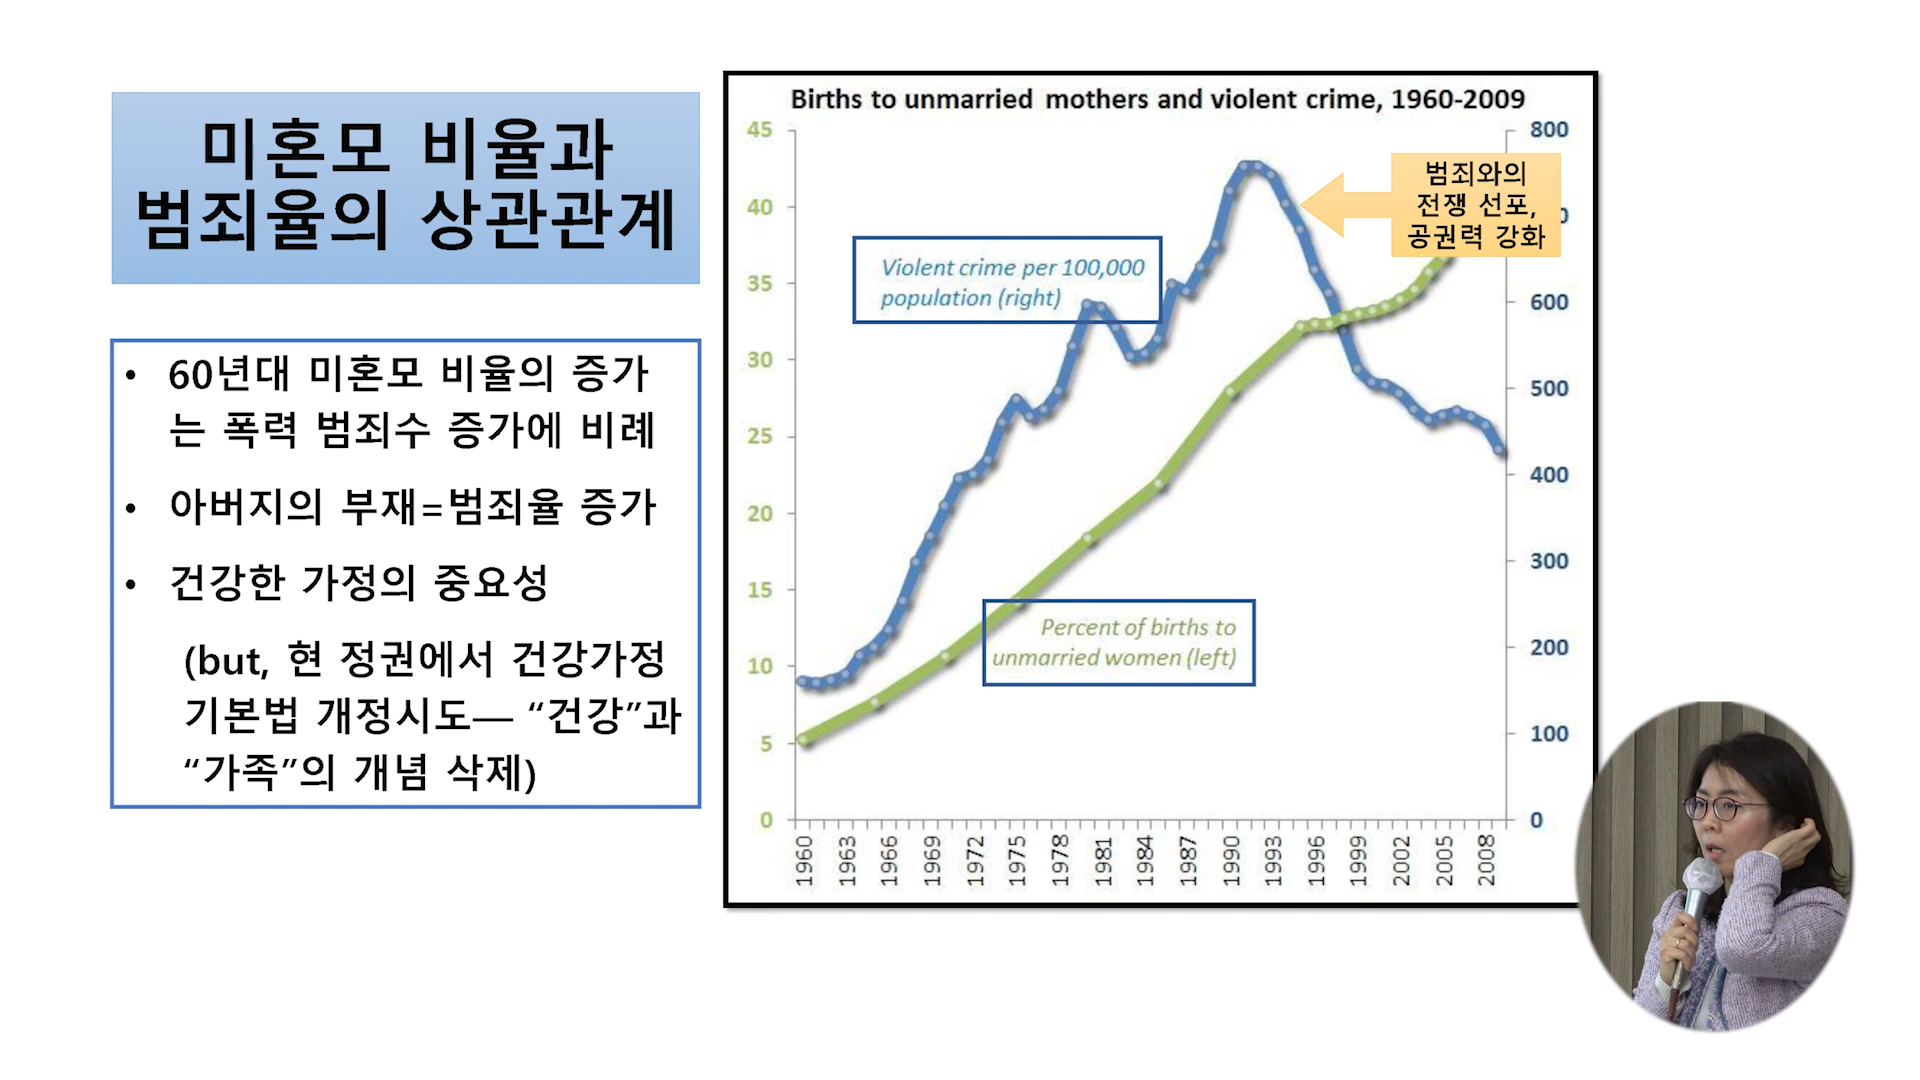 미혼모 비율과
범죄율의 상관관계
• 60년대 미혼모 비율의 증가
는 폭력 범죄수 증가에 비례
• 아버지의 부재=범죄율 증가
• 건강한 가정의 중요성
(but, 현 정권에서 건강가정
기본법 개정시도— “건강”과
“가족”의 개념 삭제)
Births to unmarried mothers and violent crime, 1960-2009
45
40
35
30
25
20
15
10
5
0
Violent crime per 100,000
population (right)
Percent of births to
unmarried women (left)
범죄와의
전쟁 선포,
공권력 강화
800
0
600
500
400
300
200
100
0
1960 1963 1966 1969 1972 1975 1978 1981 1984 1987 1990 1993 1996 1999 2002 2005 2008